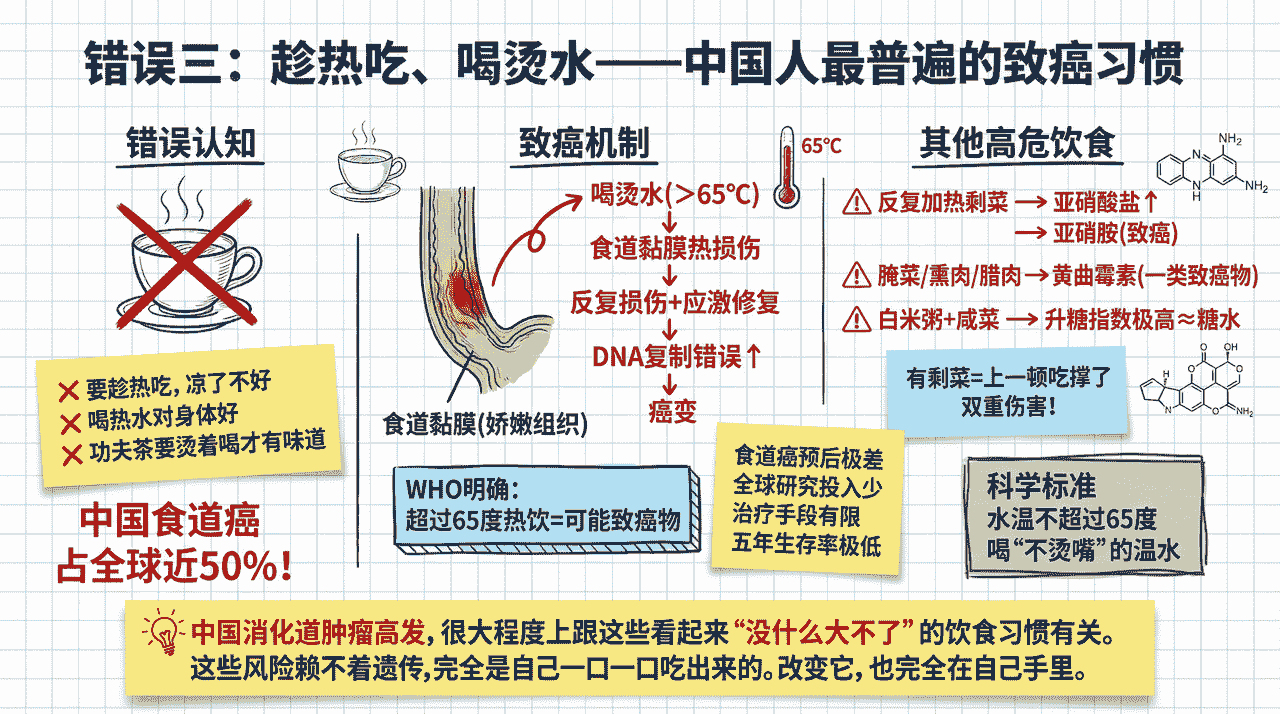 错误三：趁热吃、喝烫水——中国人最普遍的致癌习惯
错误认知
要趁热吃，凉了不好
喝热水对身体好
功夫茶要烫着喝才有味道
中国食道癌
占全球近50%！
致癌机制
65℃
喝烫水(＞65℃)
↓
食道黏膜热损伤
↓
反复损伤+应激修复
↓
DNA复制错误↑
↓
癌变
食道黏膜(娇嫩组织)
WHO明确：
超过65度热饮=可能致癌物
食道癌预后极差
全球研究投入少
治疗手段有限
五年生存率极低
其他高危饮食
NH₂
N
N
H
NH₂
反复加热剩菜→亚硝酸盐↑
→亚硝胺(致癌)
腌菜/熏肉/腊肉→黄曲霉素(一类致癌物)
白米粥+咸菜→升糖指数极高≈糖水
有剩菜=上一顿吃撑了
双重伤害！
O
OH
H
O
O
N
O
NH₂
科学标准
水温不超过65度
喝“不烫嘴”的温水
中国消化道肿瘤高发，很大程度上跟这些看起来“没什么大不了”的饮食习惯有关。
这些风险赖不着遗传，完全是自己一口一口吃出来的。改变它，也完全在自己手里。